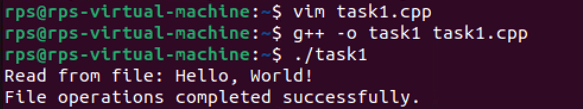 rps@rps-virtual-machine:~$ vim task1.cpp
rps@rps-virtual-machine:~$ g++ -o task1 task1.cpp
rps@rps-virtual-machine:~$ ./task1
Read from file: Hello, World!
File operations completed successfully.